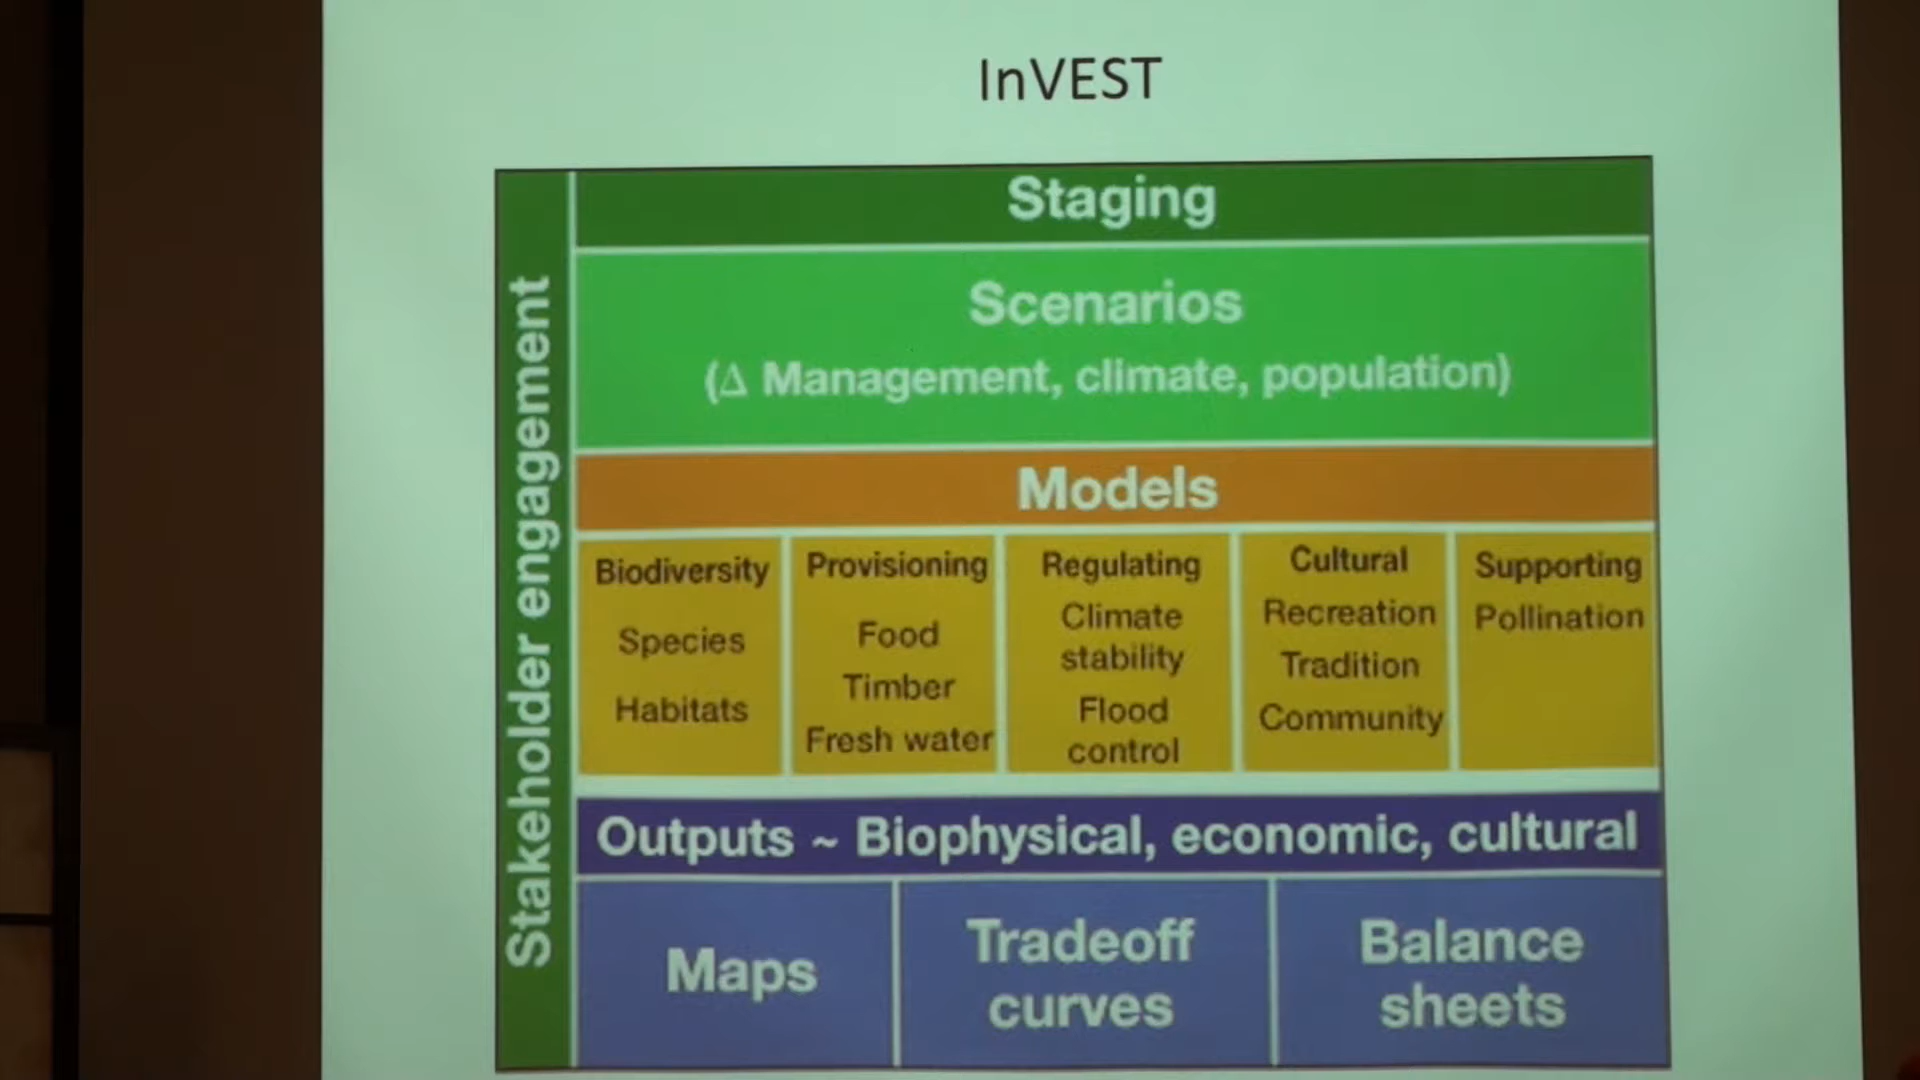 InVEST
Stakeholder engagement
Staging
Scenarios
(Δ Management, climate, population)
Models
Biodiversity
Species
Habitats
Provisioning
Food
Timber
Fresh water
Regulating
Climate
stability
Flood
control
Cultural
Recreation
Tradition
Community
Supporting
Pollination
Outputs ~ Biophysical, economic, cultural
Maps
Tradeoff
curves
Balance
sheets